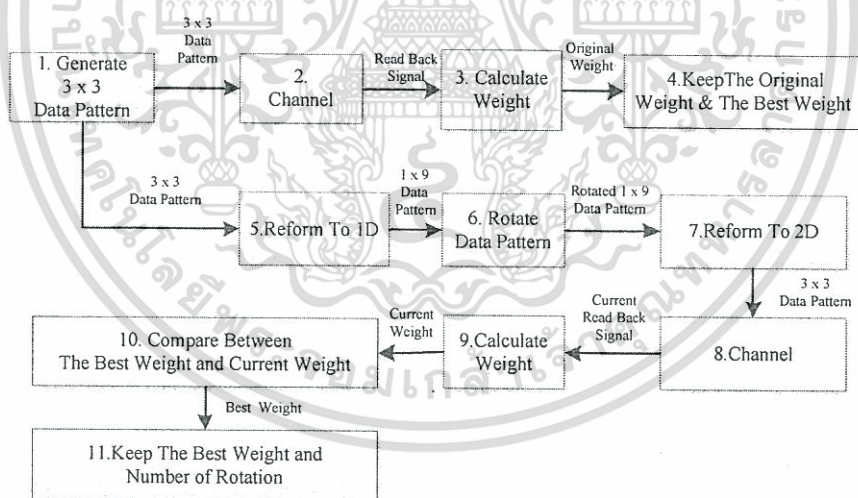 3 x 3
Data
Pattern
1. Generate
3 x 3
Data Pattern
2.
Channel
Read Back
Signal
3. Calculate
Weight
Original
Weight
4.KeepThe Original
Weight & The Best Weight
3 x 3
Data Pattern
5.Reform To 1D
1 x 9
Data
Pattern
6. Rotate
Data Pattern
Rotated 1 x 9
Data Pattern
7.Reform To 2D
3 x 3
Data Pattern
8.Channel
Current
Read Back
Signal
9.Calculate
Weight
Current
Weight
10. Compare Between
The Best Weight and Current Weight
Best Weight
11.Keep The Best Weight and
Number of Rotation